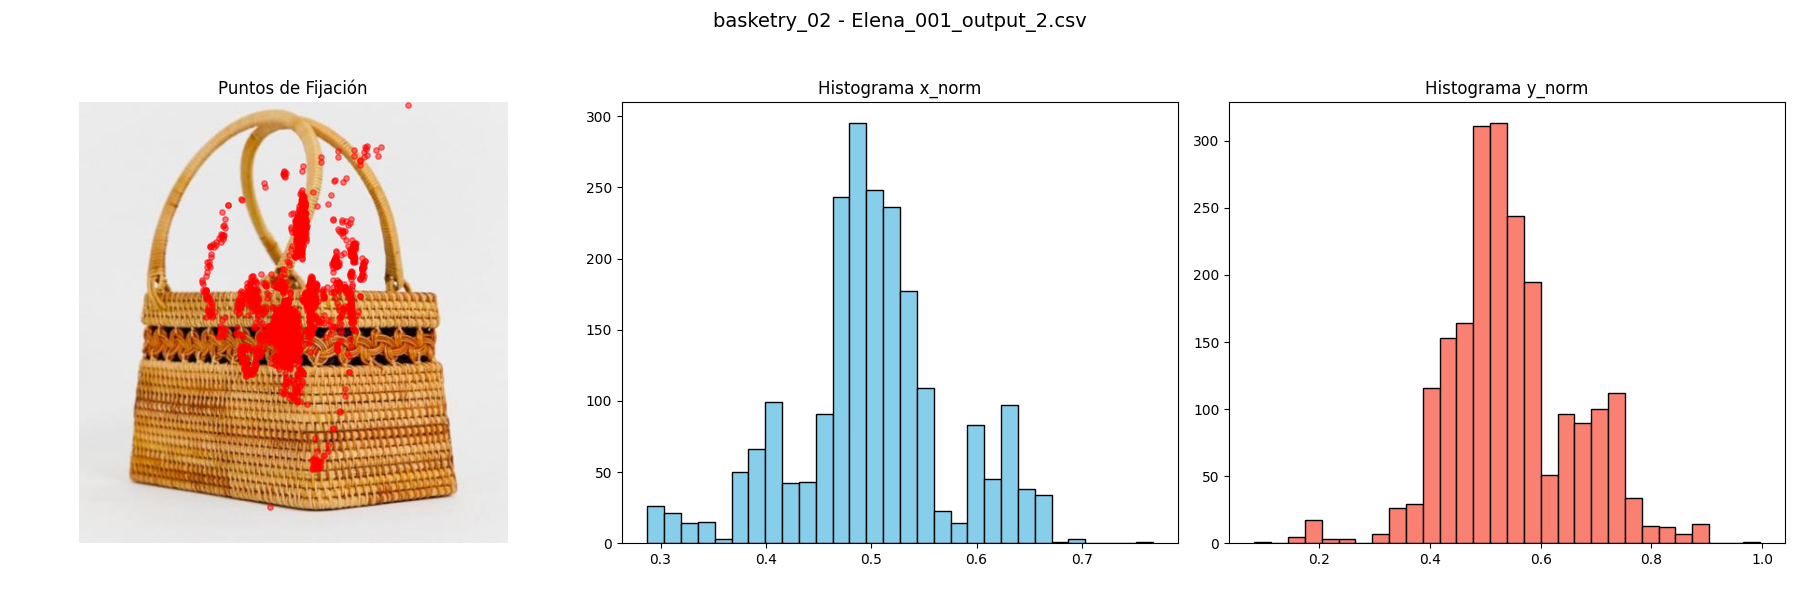 basketry_02 - Elena_001_output_2.csv
Puntos de Fijación
Histograma x_norm
300
250
200
150
100
50
0
0.3 0.4 0.5 0.6 0.7
Histograma y_norm
300
250
200
150
100
50
0
0.2 0.4 0.6 0.8 1.0